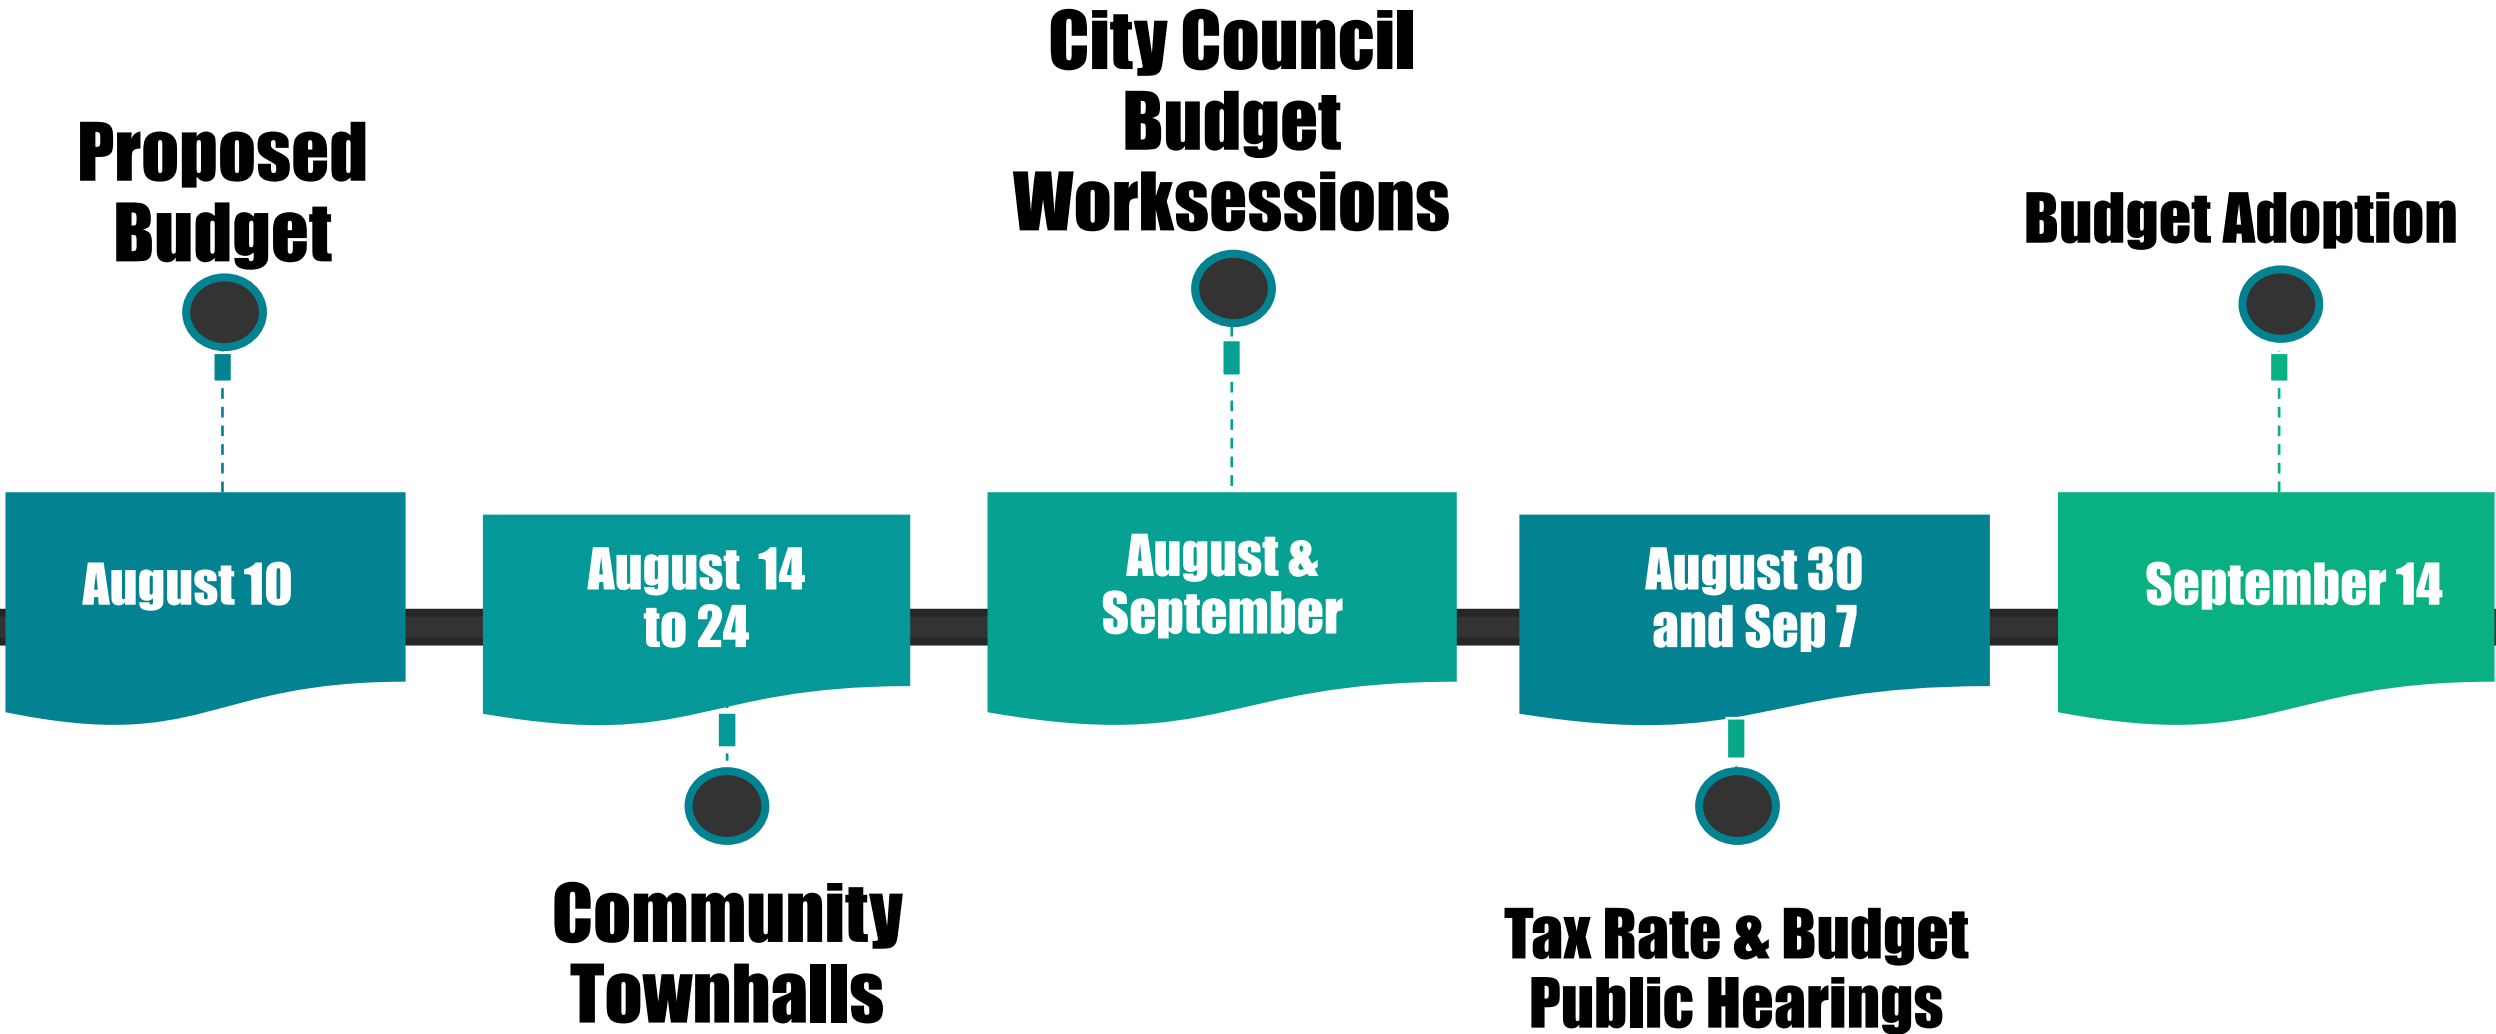 Proposed
Budget
August 10
August 14
to 24
Community
Townhalls
City Council
Budget
Worksessions
August &
September
August 30
and Sep 7
Tax Rate & Budget
Public Hearings
Budget Adoption
September 14